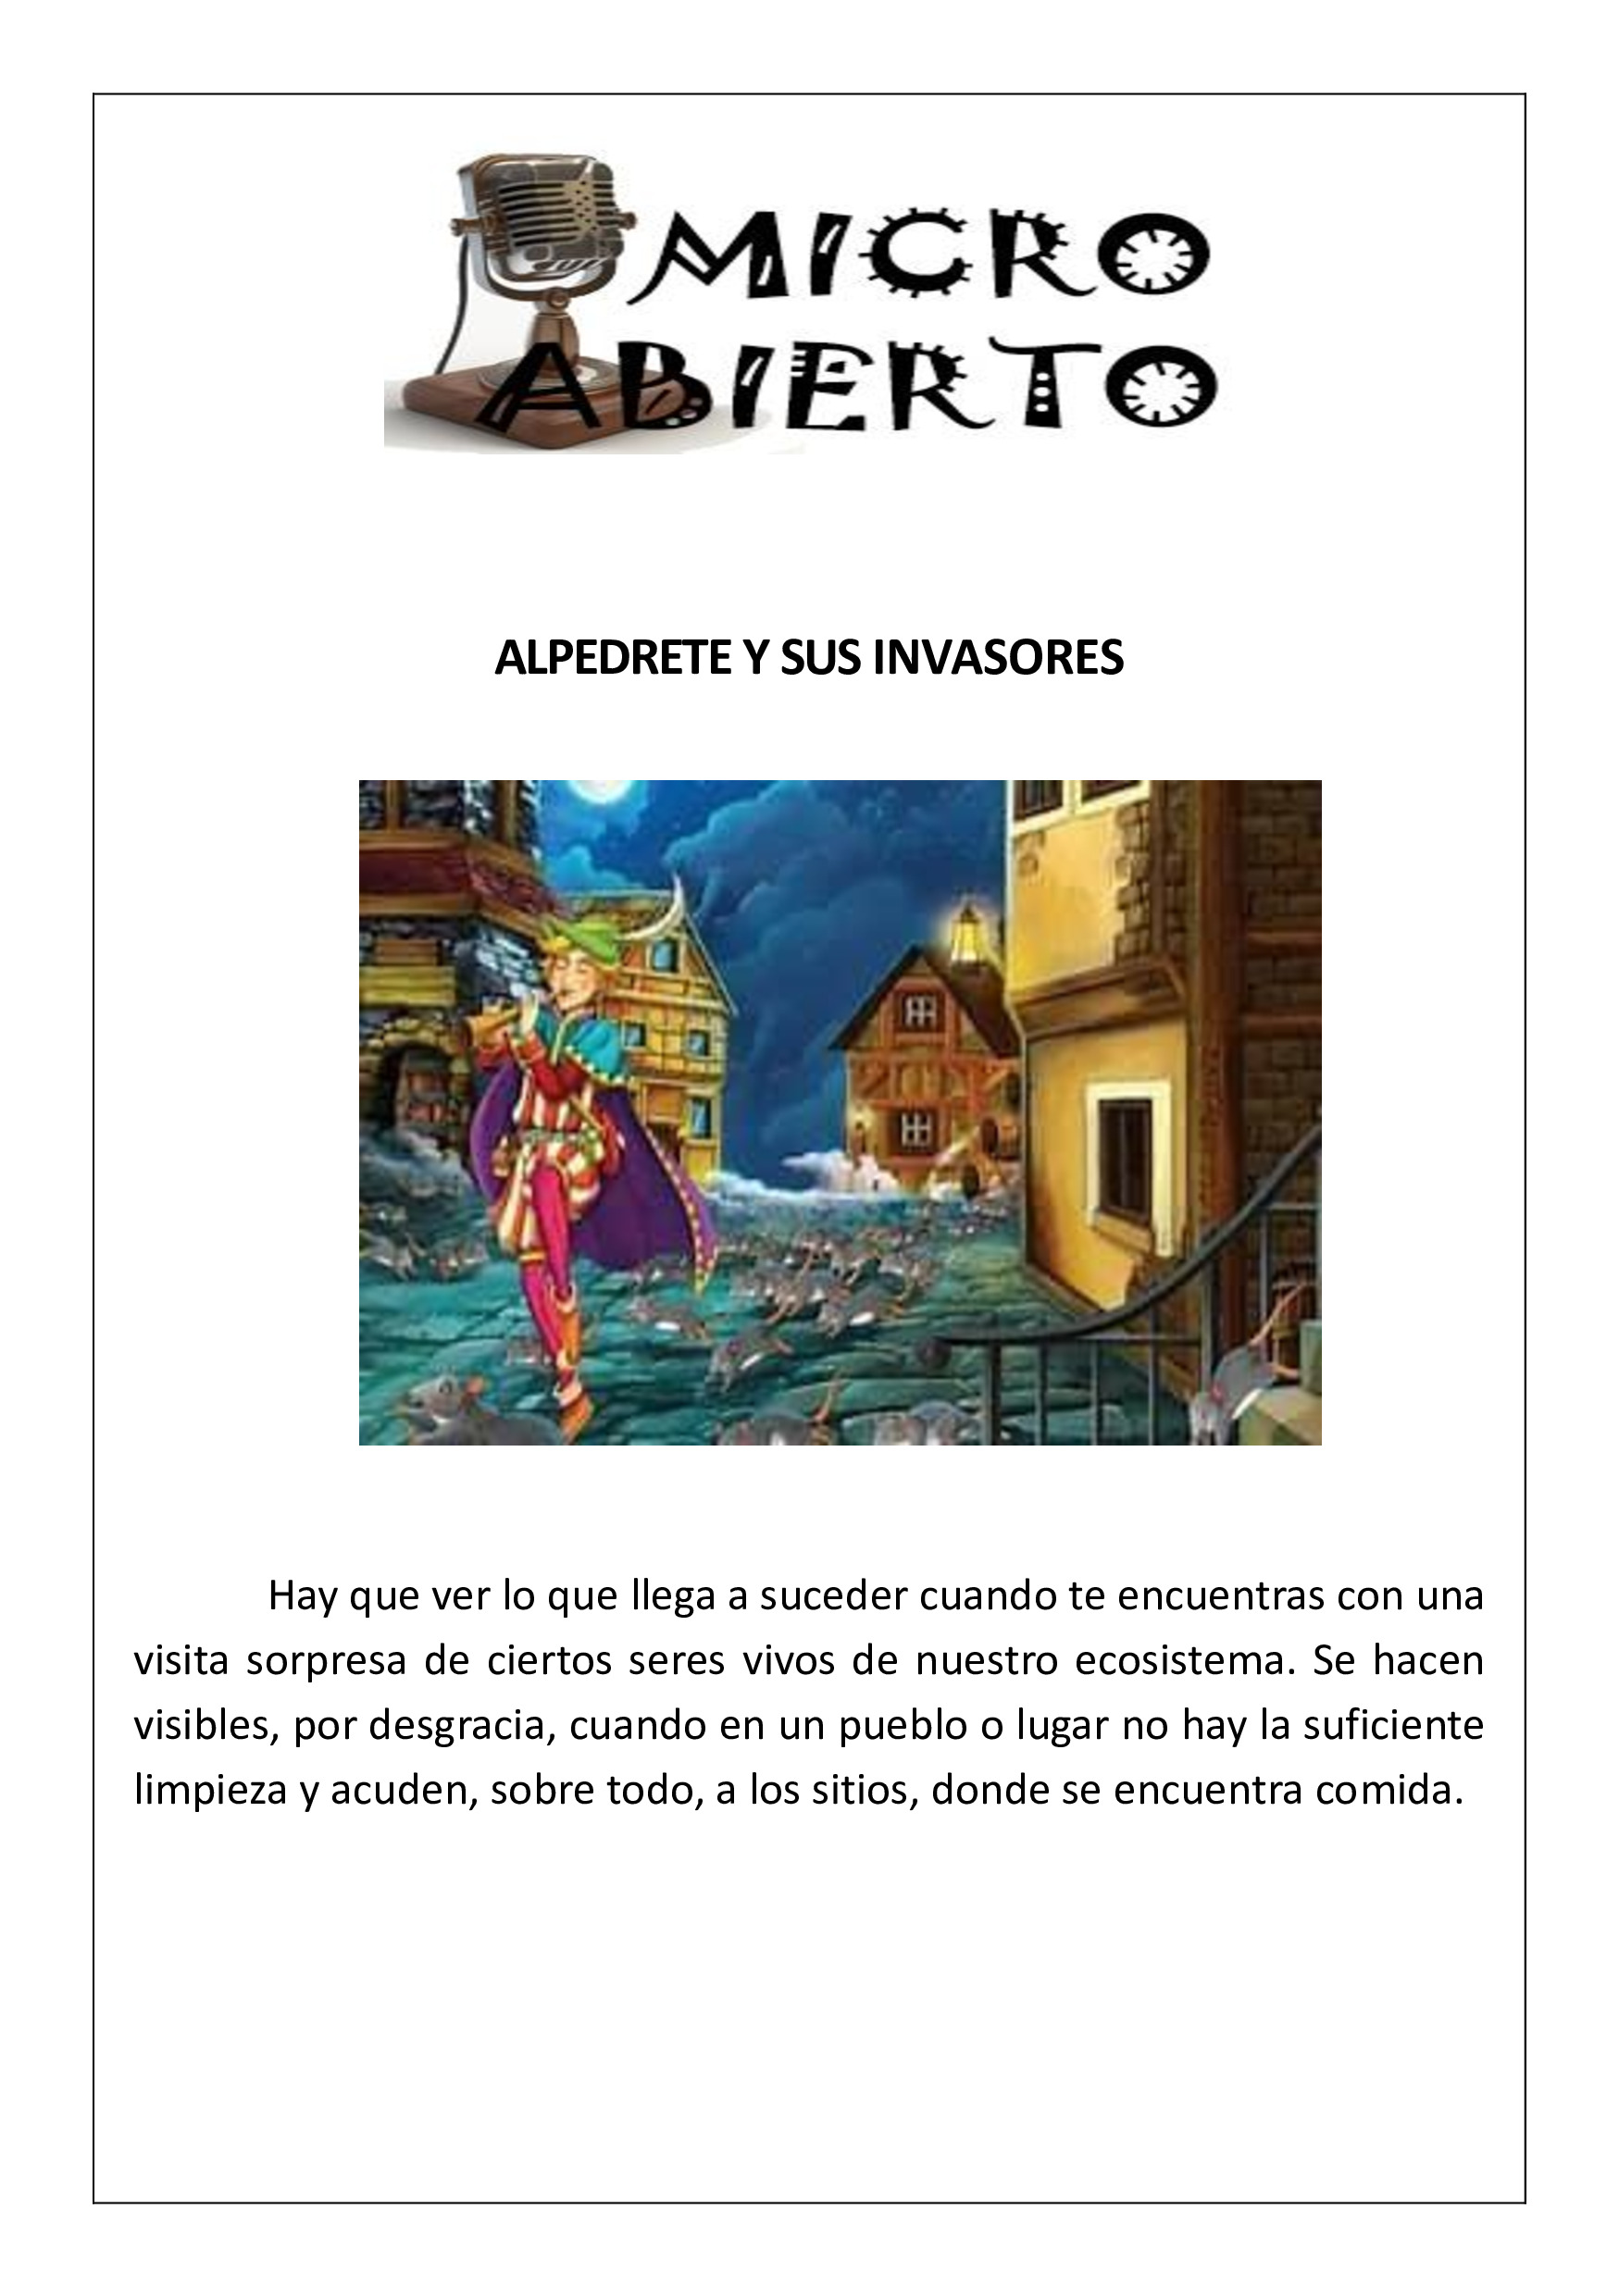 MICRO
ABIERTO
ALPEDRETE Y SUS INVASORES
Hay que ver lo que llega a suceder cuando te encuentras con una
visita sorpresa de ciertos seres vivos de nuestro ecosistema. Se hacen
visibles, por desgracia, cuando en un pueblo o lugar no hay la suficiente
limpieza y acuden, sobre todo, a los sitios, donde se encuentra comida.